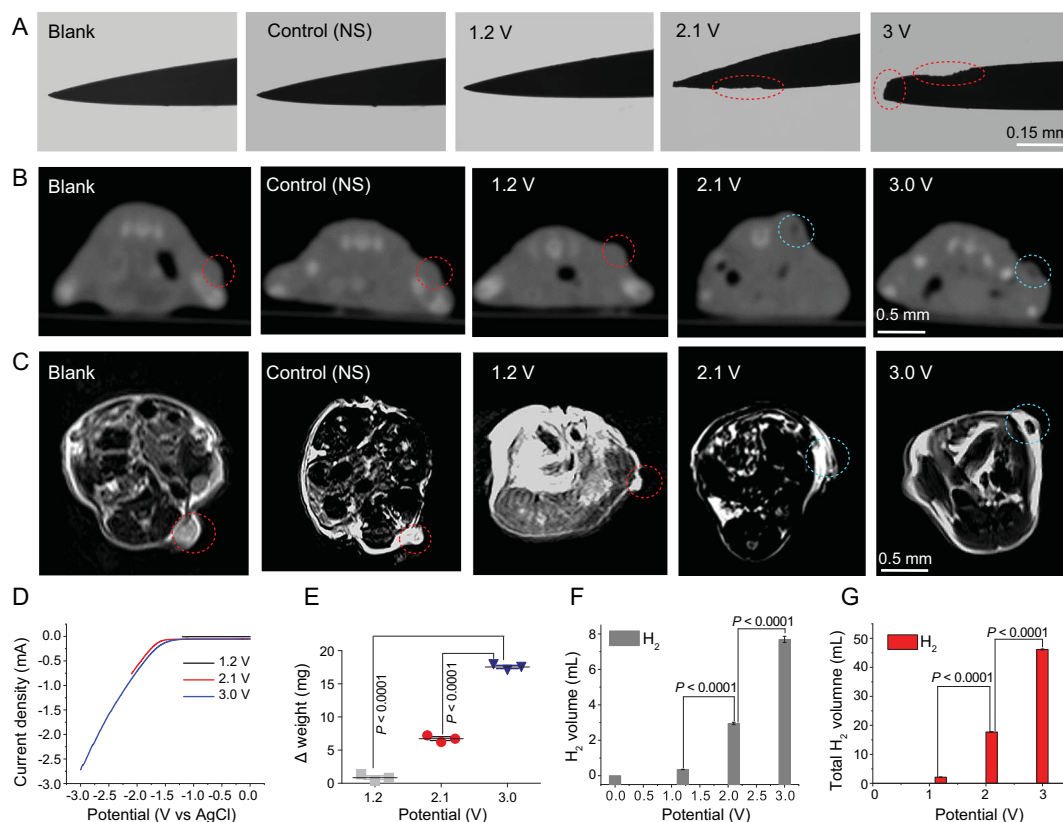 A
Blank
Control (NS)
1.2 V
2.1 V
3 V
0.15 mm
B
Blank
Control (NS)
1.2 V
2.1 V
3.0 V
0.5 mm
C
Blank
Control (NS)
1.2 V
2.1 V
3.0 V
0.5 mm
D
Current density (mA)
0.0
-0.5
-1.0
-1.5
-2.0
-2.5
-3.0
1.2 V
2.1 V
3.0 V
-3.0 -2.5 -2.0 -1.5 -1.0 -0.5 0.0
Potential (V vs AgCl)
E
Δ weight (mg)
20
15
10
5
0
P < 0.0001
P < 0.0001
1.2 2.1 3.0
Potential (V)
F
H₂ volume (mL)
8
6
4
2
0
H₂
P < 0.0001
P < 0.0001
0.0 0.5 1.0 1.5 2.0 2.5 3.0
Potential (V)
G
Total H₂ volumne (mL)
50
40
30
20
10
0
H₂
P < 0.0001
P < 0.0001
0 1 2 3
Potential (V)